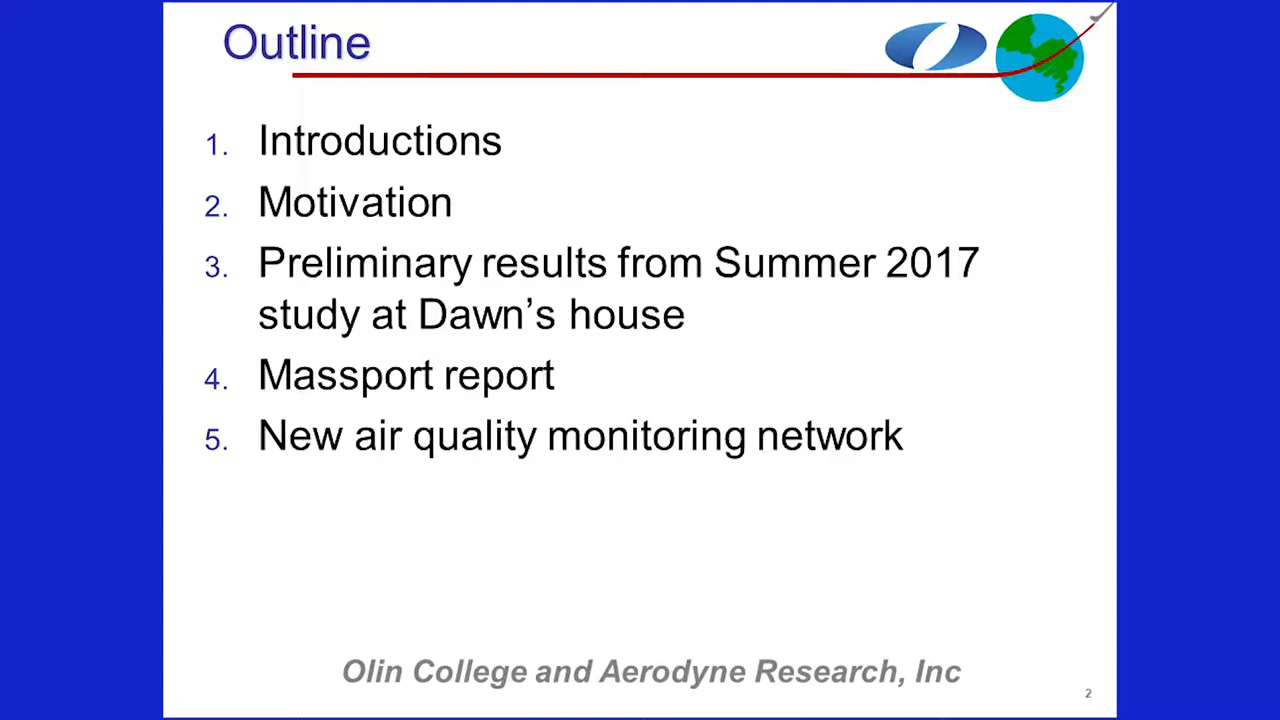 Outline
1. Introductions
2. Motivation
3. Preliminary results from Summer 2017
study at Dawn’s house
4. Massport report
5. New air quality monitoring network
Olin College and Aerodyne Research, Inc
2